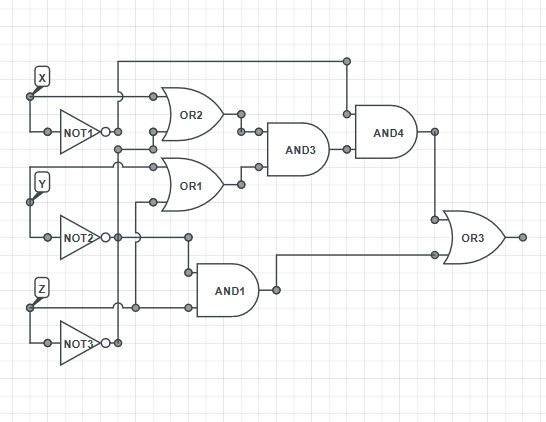 X
NOT1
OR2
AND3
AND4
Y
OR1
NOT2
OR3
Z
AND1
NOT3